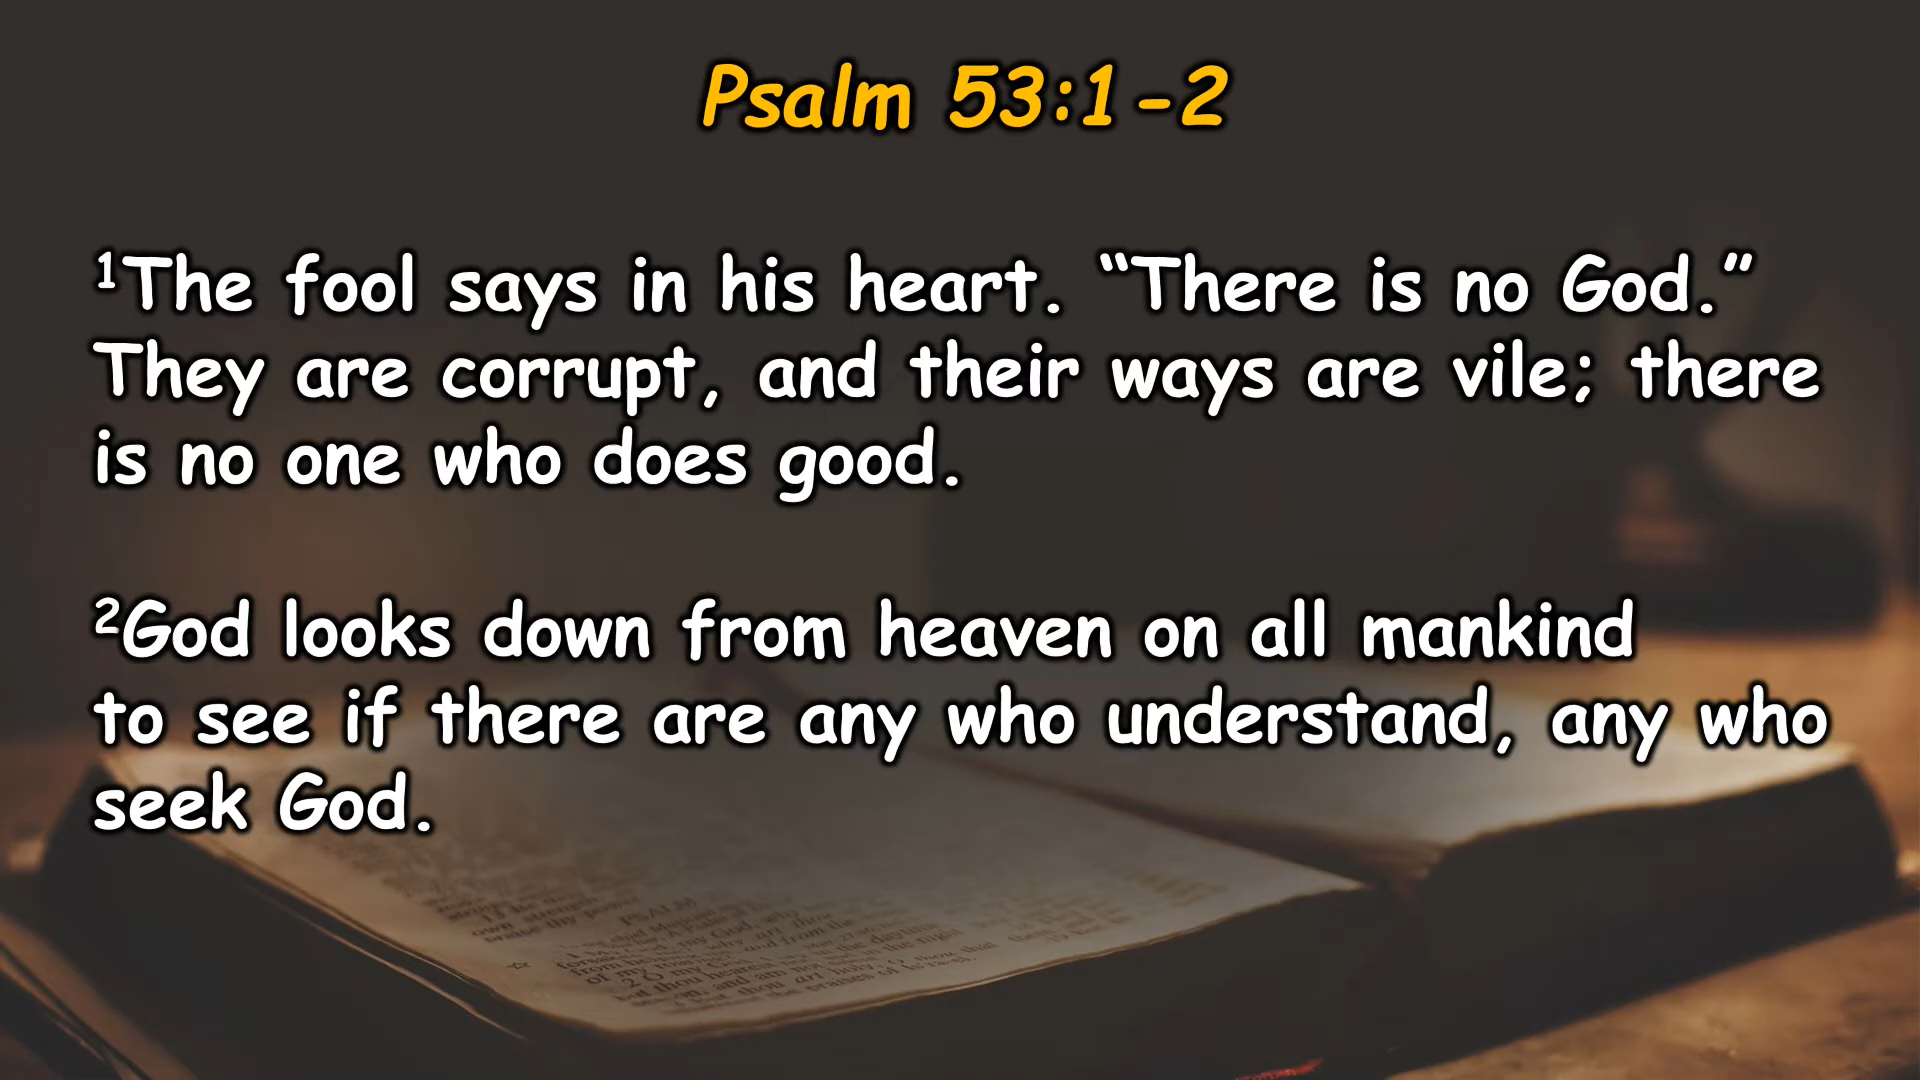 Psalm 53:1-2
¹The fool says in his heart. “There is no God.”
They are corrupt, and their ways are vile; there
is no one who does good.
²God looks down from heaven on all mankind
to see if there are any who understand, any who
seek God.
PSALM